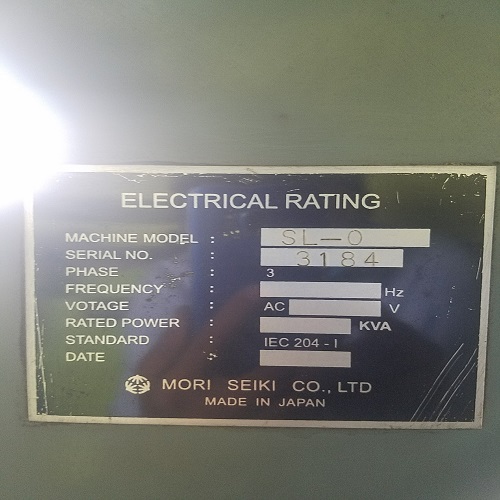 ELECTRICAL RATING
MACHINE MODEL : SL-0
SERIAL NO. : 3184
PHASE : 3
FREQUENCY : Hz
VOTAGE : AC V
RATED POWER : KVA
STANDARD : IEC 204 - I
DATE :
MORI SEIKI CO., LTD
MADE IN JAPAN